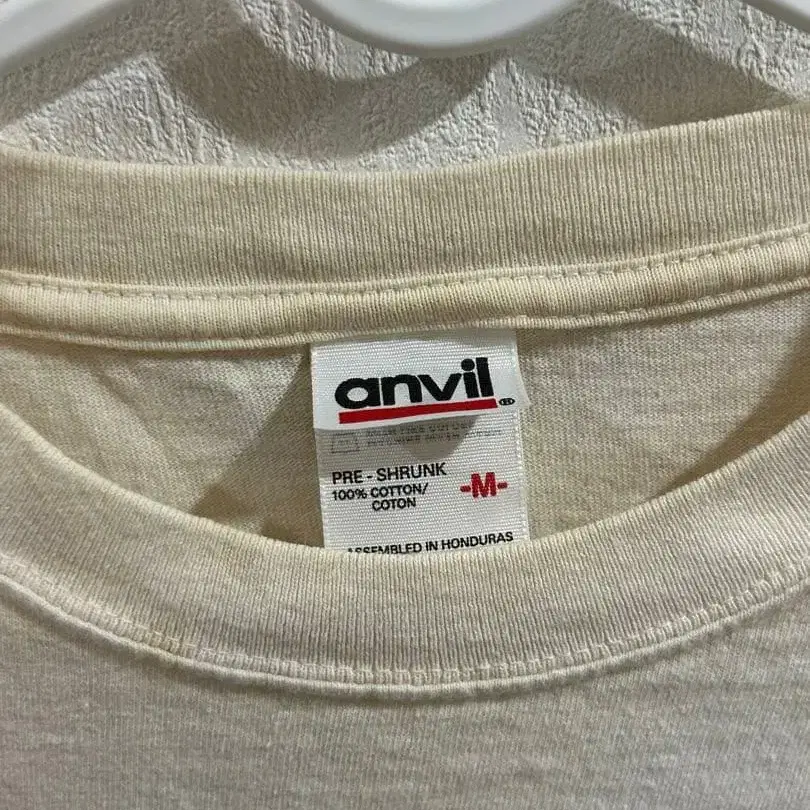 anvil
PRE - SHRUNK
100% COTTON/
COTON
-M-
ASSEMBLED IN HONDURAS